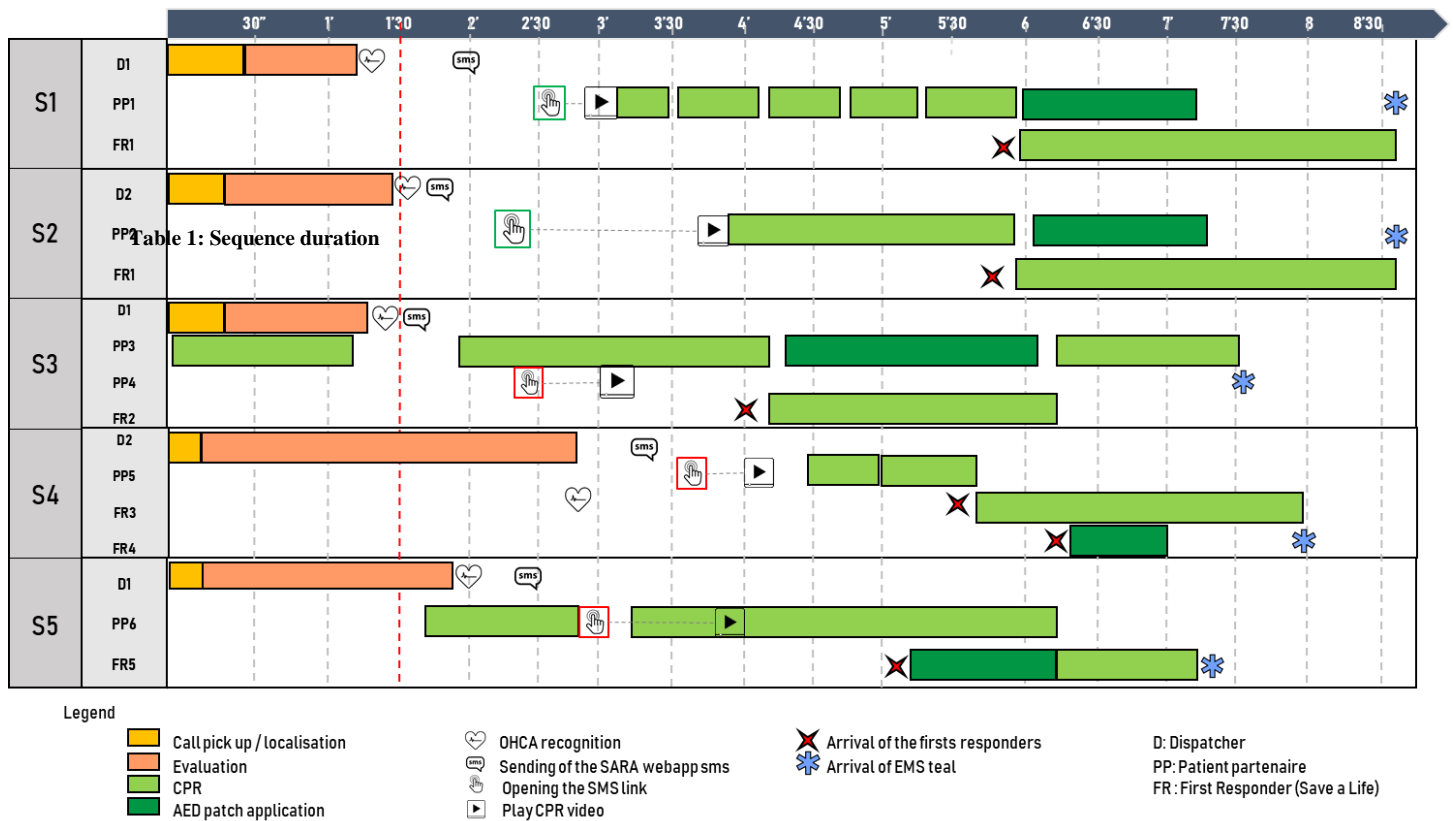 30" 1' 1'30 2' 2'30 3' 3'30 4' 4'30 5' 5'30 6 6'30 7' 7'30 8 8'30
S1
D1
sms
PP1
FR1
S2
D2
sms
PP2
Table 1: Sequence duration
FR1
S3
D1
sms
PP3
PP4
FR2
S4
D2
sms
PP5
FR3
FR4
S5
D1
sms
PP6
FR5
Legend
Call pick up / localisation
Evaluation
CPR
AED patch application
OHCA recognition
sms Sending of the SARA webapp sms
Opening the SMS link
Play CPR video
Arrival of the firsts responders
Arrival of EMS teal
D: Dispatcher
PP: Patient partenaire
FR : First Responder (Save a Life)